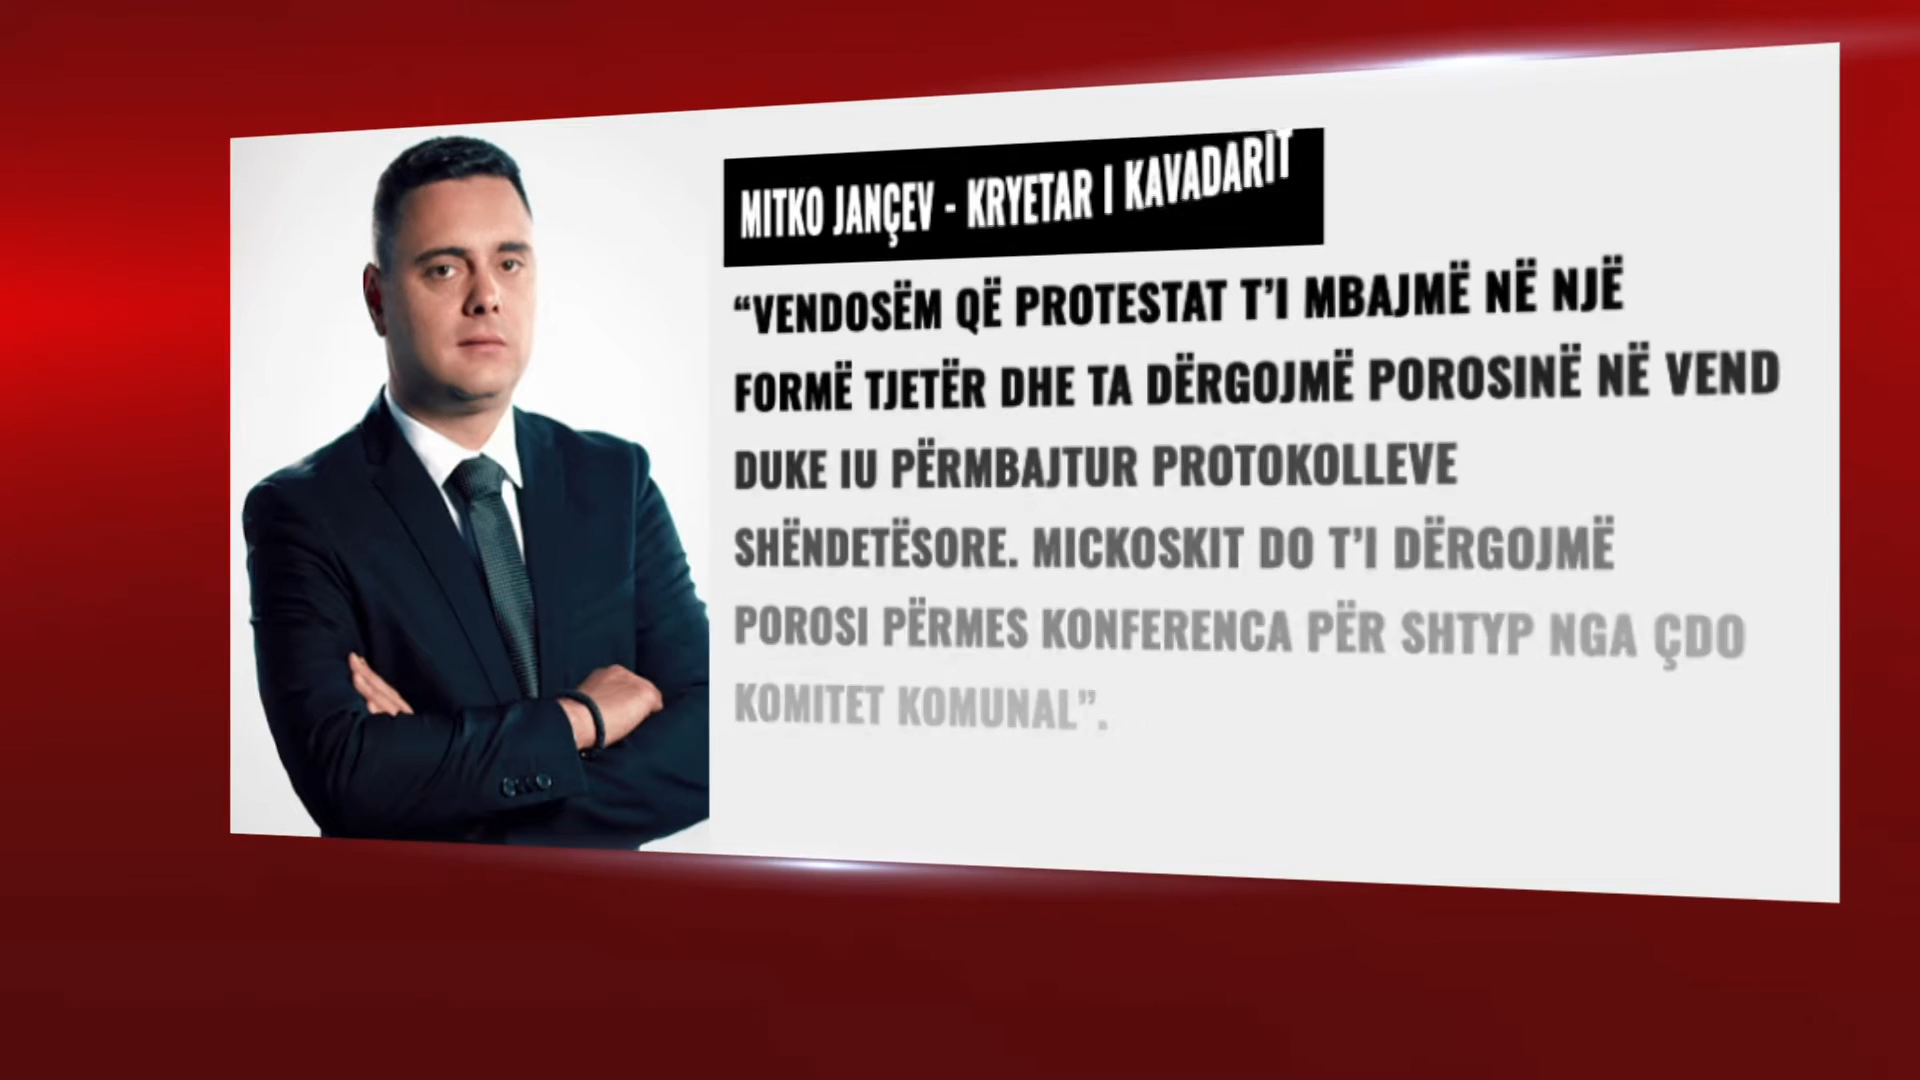 MITKO JANÇEV - KRYETAR I KAVADARIT
“VENDOSËM QË PROTESTAT T’I MBAJMË NË NJË
FORMË TJETËR DHE TA DËRGOJMË POROSINË NË VEND
DUKE IU PËRMBAJTUR PROTOKOLLEVE
SHËNDETËSORE. MICKOSKIT DO T’I DËRGOJMË
POROSI PËRMES KONFERENCA PËR SHTYP NGA ÇDO
KOMITET KOMUNAL”.